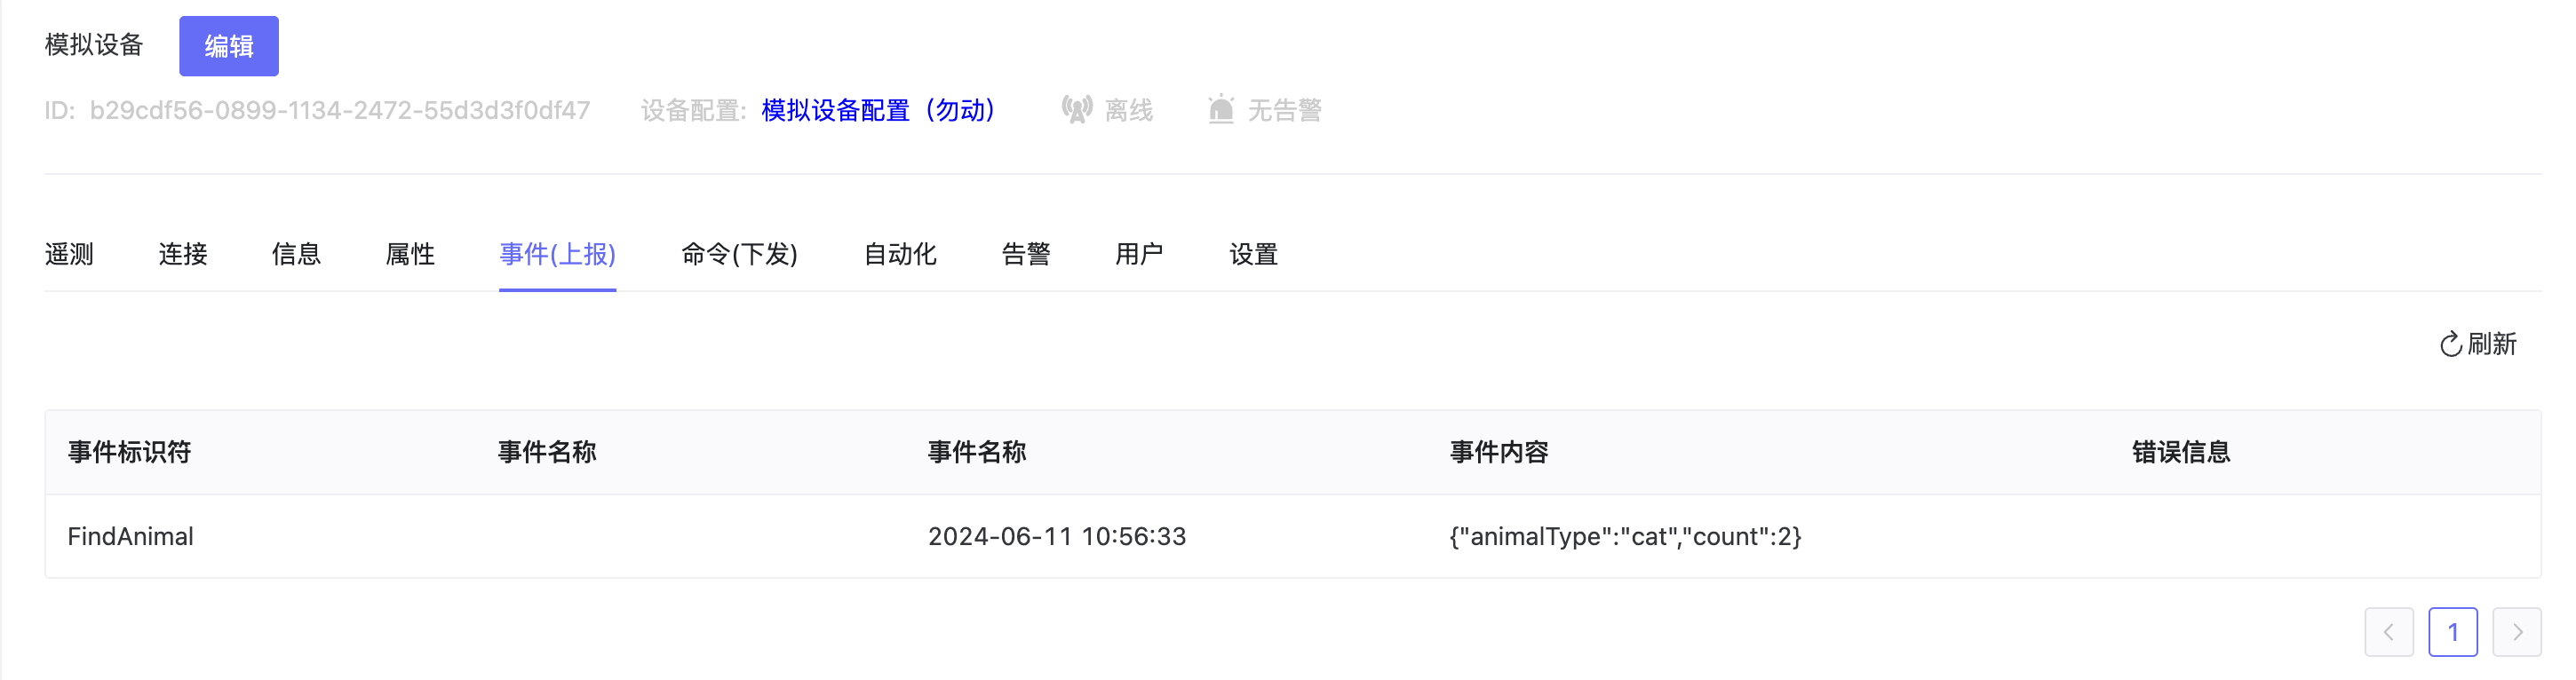 模拟设备 编辑
ID: b29cdf56-0899-1134-2472-55d3d3f0df47 设备配置: 模拟设备配置（勿动） 离线 无告警
遥测 连接 信息 属性 事件(上报) 命令(下发) 自动化 告警 用户 设置
刷新
事件标识符 事件名称 事件名称 事件内容 错误信息
FindAnimal 2024-06-11 10:56:33 {"animalType":"cat","count":2}
1